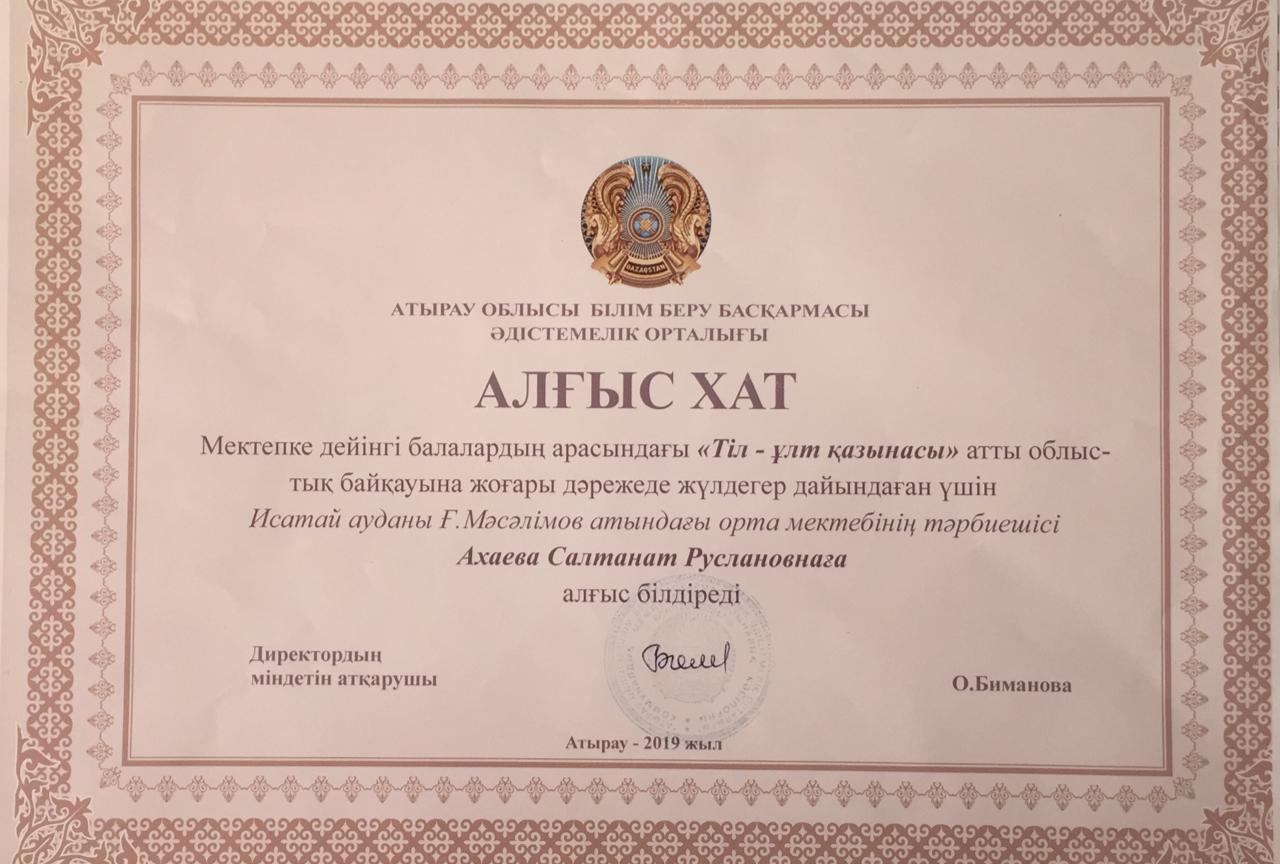 QAZAQSTAN
АТЫРАУ ОБЛЫСЫ БІЛІМ БЕРУ БАСҚАРМАСЫ
ӘДІСТЕМЕЛІК ОРТАЛЫҒЫ
АЛҒЫС ХАТ
Мектепке дейінгі балалардың арасындағы «Тіл - ұлт қазынасы» атты облыс-
тық байқауына жоғары дәрежеде жүлдегер дайындаған үшін
Исатай ауданы Ғ.Мәсәлімов атындағы орта мектебінің тәрбиешісі
Ахаева Салтанат Руслановнаға
алғыс білдіреді
Директордың
міндетін атқарушы
О.Биманова
Атырау - 2019 жыл